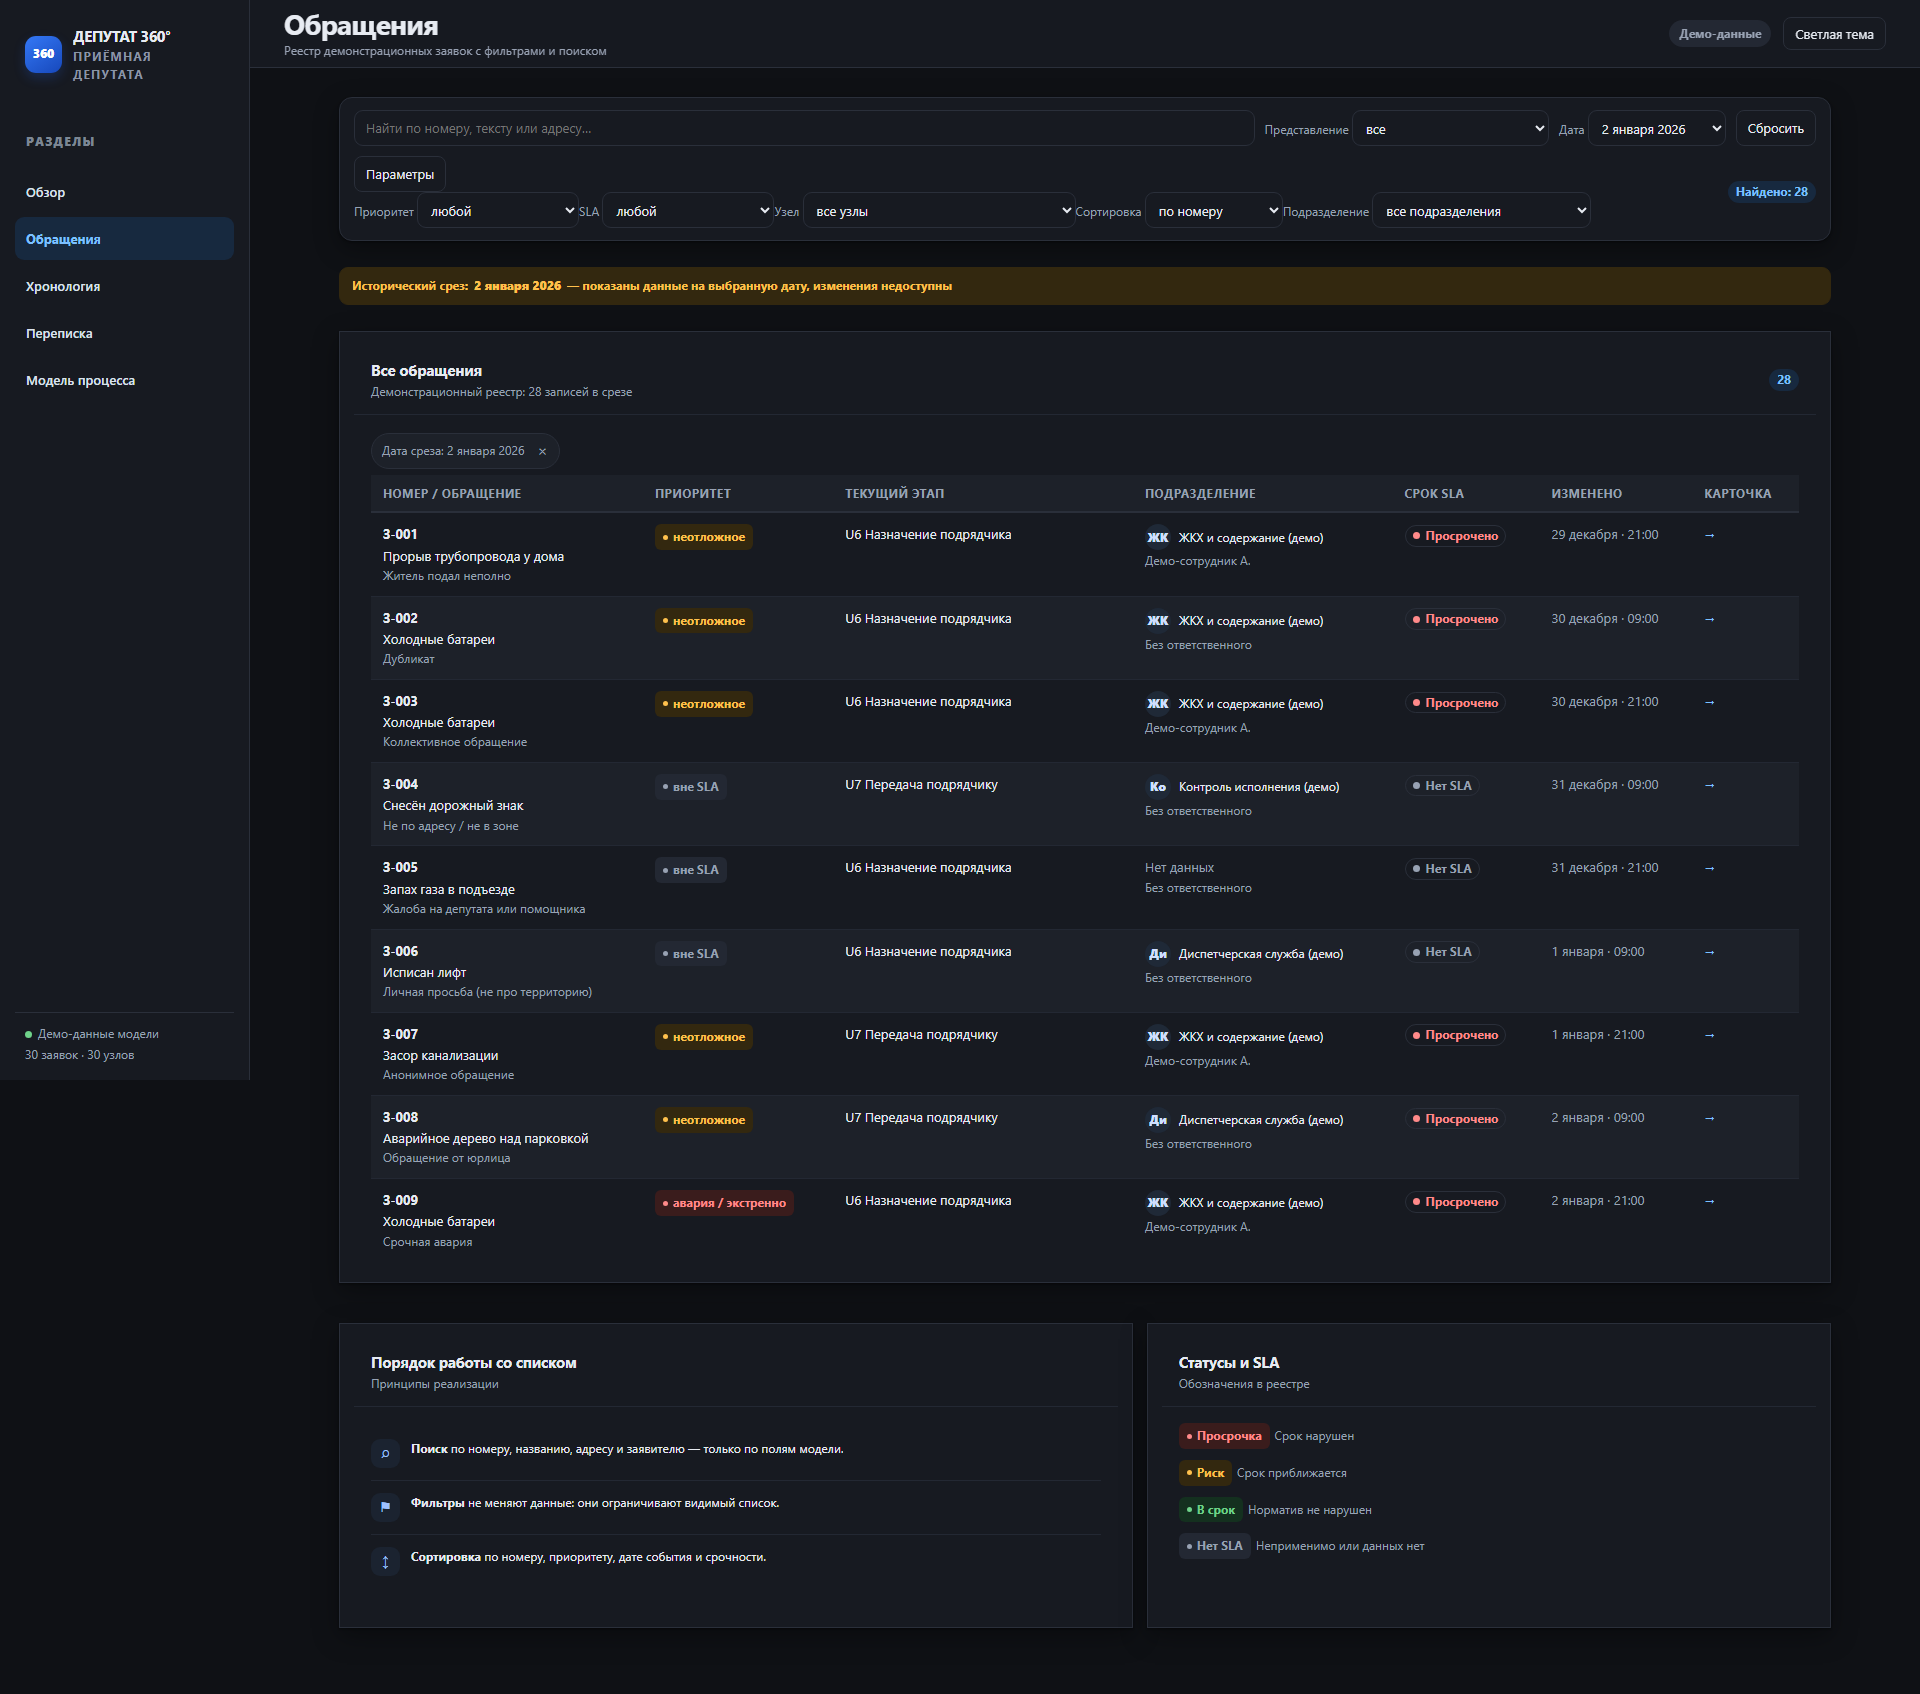 360
ДЕПУТАТ 360°
ПРИЁМНАЯ
ДЕПУТАТА
РАЗДЕЛЫ
Обзор
Обращения
Хронология
Переписка
Модель процесса
Демо-данные модели
30 заявок · 30 узлов
Обращения
Реестр демонстрационных заявок с фильтрами и поиском
Демо-данные
Светлая тема
Найти по номеру, тексту или адресу...
Представление все Дата 2 января 2026 Сбросить
Параметры
Найдено: 28
Приоритет любой SLA любой Узел все узлы Сортировка по номеру Подразделение все подразделения
Исторический срез: 2 января 2026 — показаны данные на выбранную дату, изменения недоступны
Все обращения
Демонстрационный реестр: 28 записей в срезе
28
Дата среза: 2 января 2026 ×
НОМЕР / ОБРАЩЕНИЕ ПРИОРИТЕТ ТЕКУЩИЙ ЭТАП ПОДРАЗДЕЛЕНИЕ СРОК SLA ИЗМЕНЕНО КАРТОЧКА
З-001 неотложное U6 Назначение подрядчика ЖК ЖКХ и содержание (демо) Просрочено 29 декабря · 21:00 →
Прорыв трубопровода у дома
Житель подал неполно Демо-сотрудник А.
З-002 неотложное U6 Назначение подрядчика ЖК ЖКХ и содержание (демо) Просрочено 30 декабря · 09:00 →
Холодные батареи
Дубликат Без ответственного
З-003 неотложное U6 Назначение подрядчика ЖК ЖКХ и содержание (демо) Просрочено 30 декабря · 21:00 →
Холодные батареи
Коллективное обращение Демо-сотрудник А.
З-004 вне SLA U7 Передача подрядчику Ко Контроль исполнения (демо) Нет SLA 31 декабря · 09:00 →
Снесён дорожный знак
Не по адресу / не в зоне Без ответственного
З-005 вне SLA U6 Назначение подрядчика Нет данных Нет SLA 31 декабря · 21:00 →
Запах газа в подъезде
Жалоба на депутата или помощника Без ответственного
З-006 вне SLA U6 Назначение подрядчика Ди Диспетчерская служба (демо) Нет SLA 1 января · 09:00 →
Исписан лифт
Личная просьба (не про территорию) Без ответственного
З-007 неотложное U7 Передача подрядчику ЖК ЖКХ и содержание (демо) Просрочено 1 января · 21:00 →
Засор канализации
Анонимное обращение Демо-сотрудник А.
З-008 неотложное U7 Передача подрядчику Ди Диспетчерская служба (демо) Просрочено 2 января · 09:00 →
Аварийное дерево над парковкой
Обращение от юрлица Без ответственного
З-009 авария / экстренно U6 Назначение подрядчика ЖК ЖКХ и содержание (демо) Просрочено 2 января · 21:00 →
Холодные батареи
Срочная авария Демо-сотрудник А.
Порядок работы со списком
Принципы реализации
Поиск по номеру, названию, адресу и заявителю — только по полям модели.
Фильтры не меняют данные: они ограничивают видимый список.
Сортировка по номеру, приоритету, дате события и срочности.
Статусы и SLA
Обозначения в реестре
Просрочка Срок нарушен
Риск Срок приближается
В срок Норматив не нарушен
Нет SLA Неприменимо или данных нет